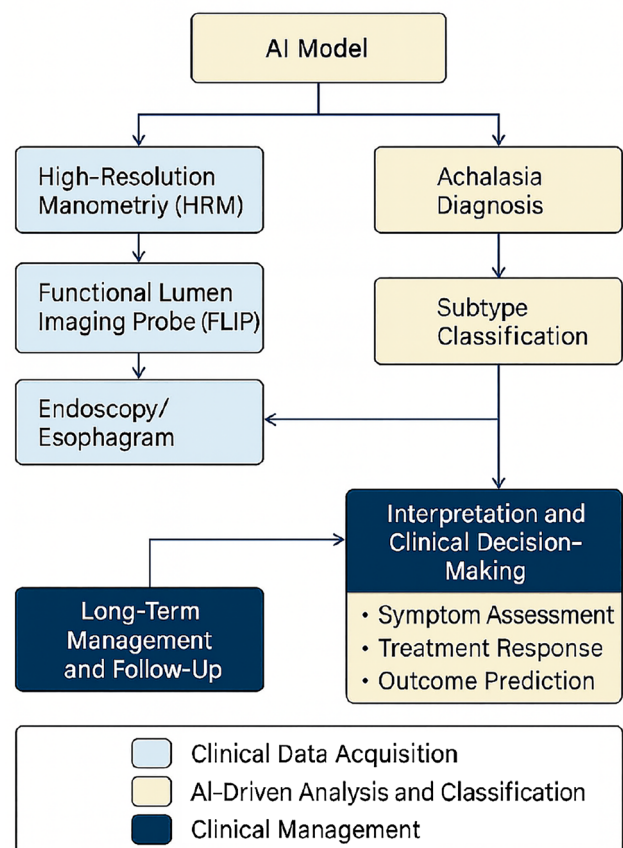 AI Model
High-Resolution
Manometriy (HRM)
Achalasia
Diagnosis
Functional Lumen
Imaging Probe (FLIP)
Subtype
Classification
Endoscopy/
Esophagram
Interpretation and
Clinical Decision-
Making
• Symptom Assessment
• Treatment Response
• Outcome Prediction
Long-Term
Management
and Follow-Up
Clinical Data Acquisition
AI-Driven Analysis and Classification
Clinical Management